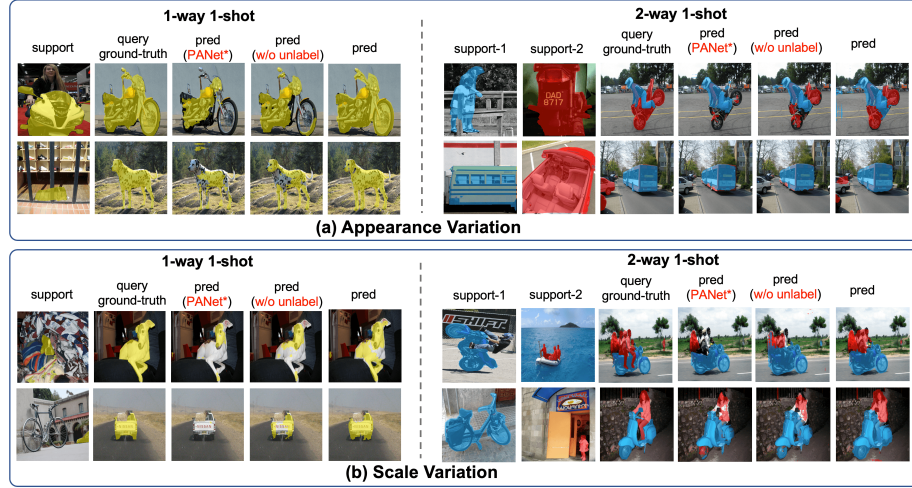 1-way 1-shot
2-way 1-shot
support
query
ground-truth
pred
(PANet*)
pred
(w/o unlabel)
pred
support-1
support-2
query
ground-truth
pred
(PANet*)
pred
(w/o unlabel)
pred
DAD
8717
(a) Appearance Variation
1-way 1-shot
2-way 1-shot
support
query
ground-truth
pred
(PANet*)
pred
(w/o unlabel)
pred
support-1
support-2
query
ground-truth
pred
(PANet*)
pred
(w/o unlabel)
pred
SHIFT
(b) Scale Variation